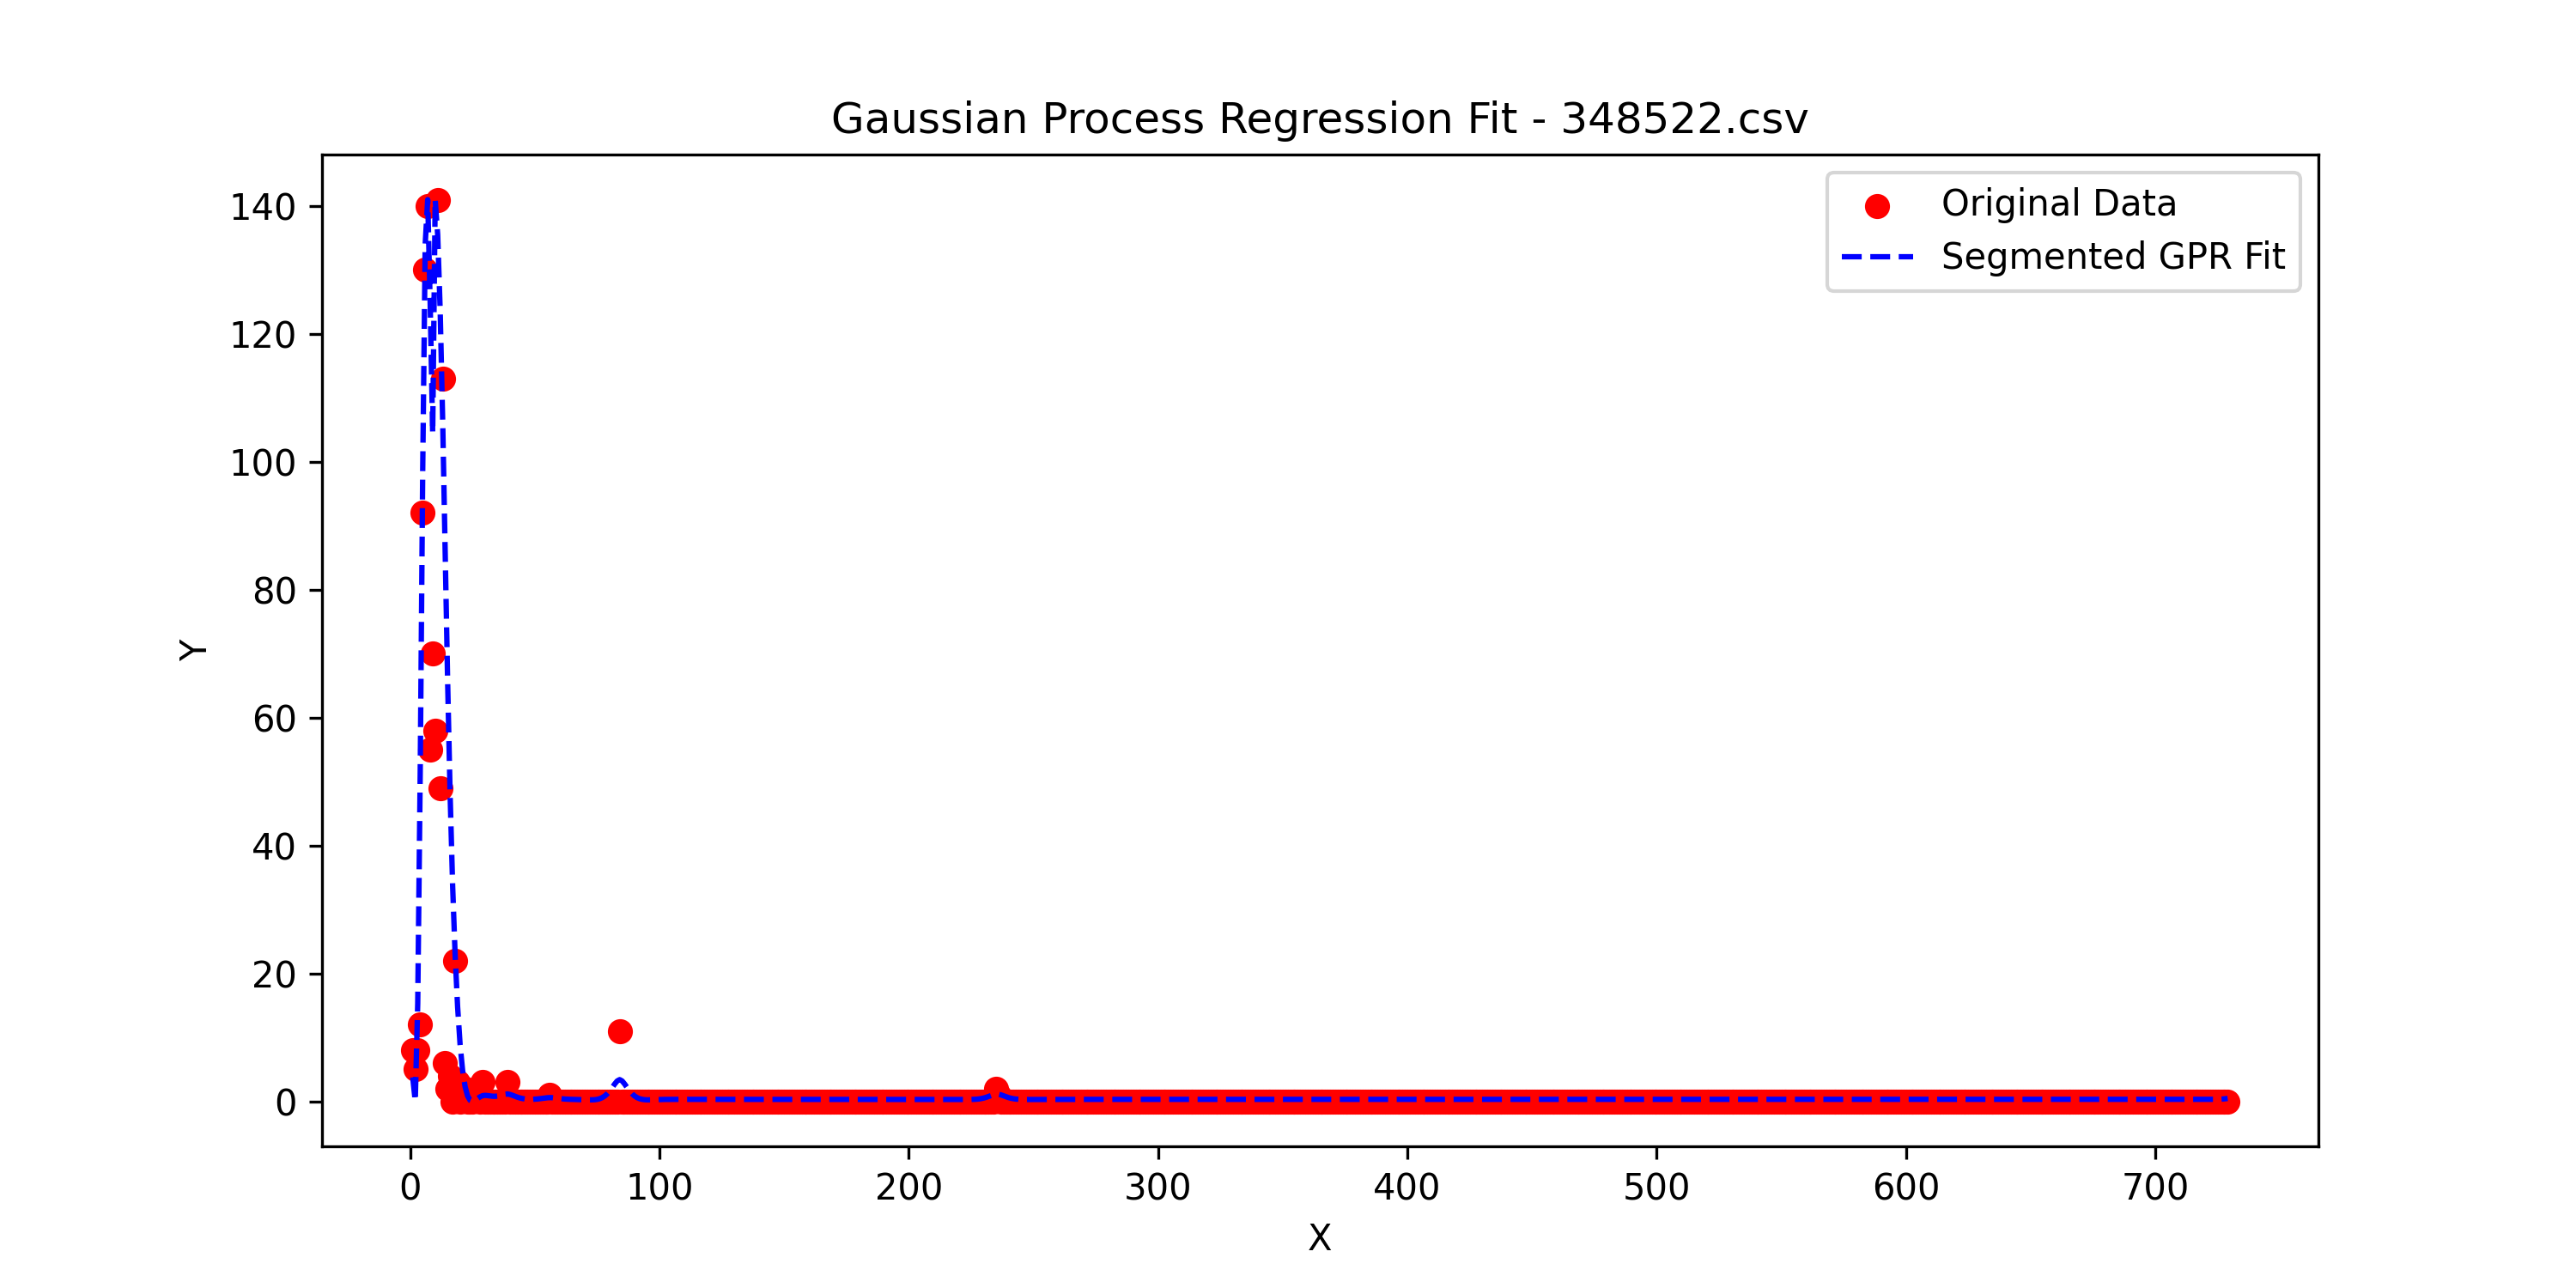 Gaussian Process Regression Fit - 348522.csv
Original Data
Segmented GPR Fit
140
120
100
80
60
40
20
0
Y
0 100 200 300 400 500 600 700
X